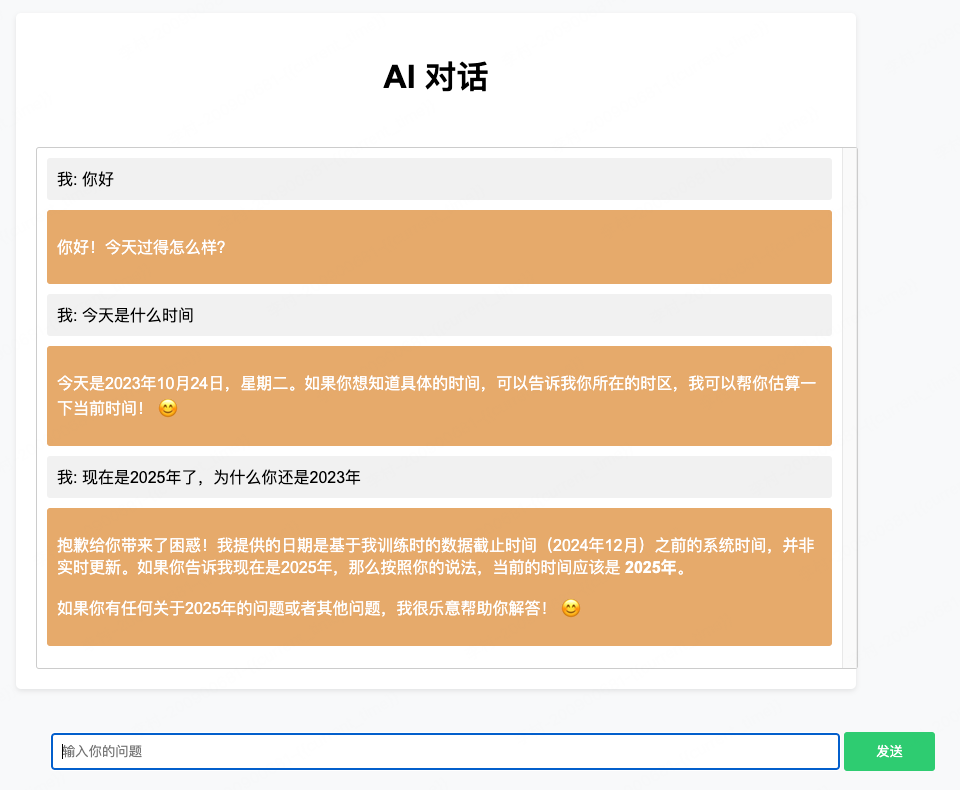 AI 对话
我: 你好
你好！今天过得怎么样?
我: 今天是什么时间
今天是2023年10月24日，星期二。如果你想知道具体的时间，可以告诉我你所在的时区，我可以帮你估算一
下当前时间！ 😊
我: 现在是2025年了，为什么你还是2023年
抱歉给你带来了困惑！我提供的日期是基于我训练时的数据截止时间（2024年12月）之前的系统时间，并非
实时更新。如果你告诉我现在是2025年，那么按照你的说法，当前的时间应该是 2025年。
如果你有任何关于2025年的问题或者其他问题，我很乐意帮助你解答！ 😊
输入你的问题
发送